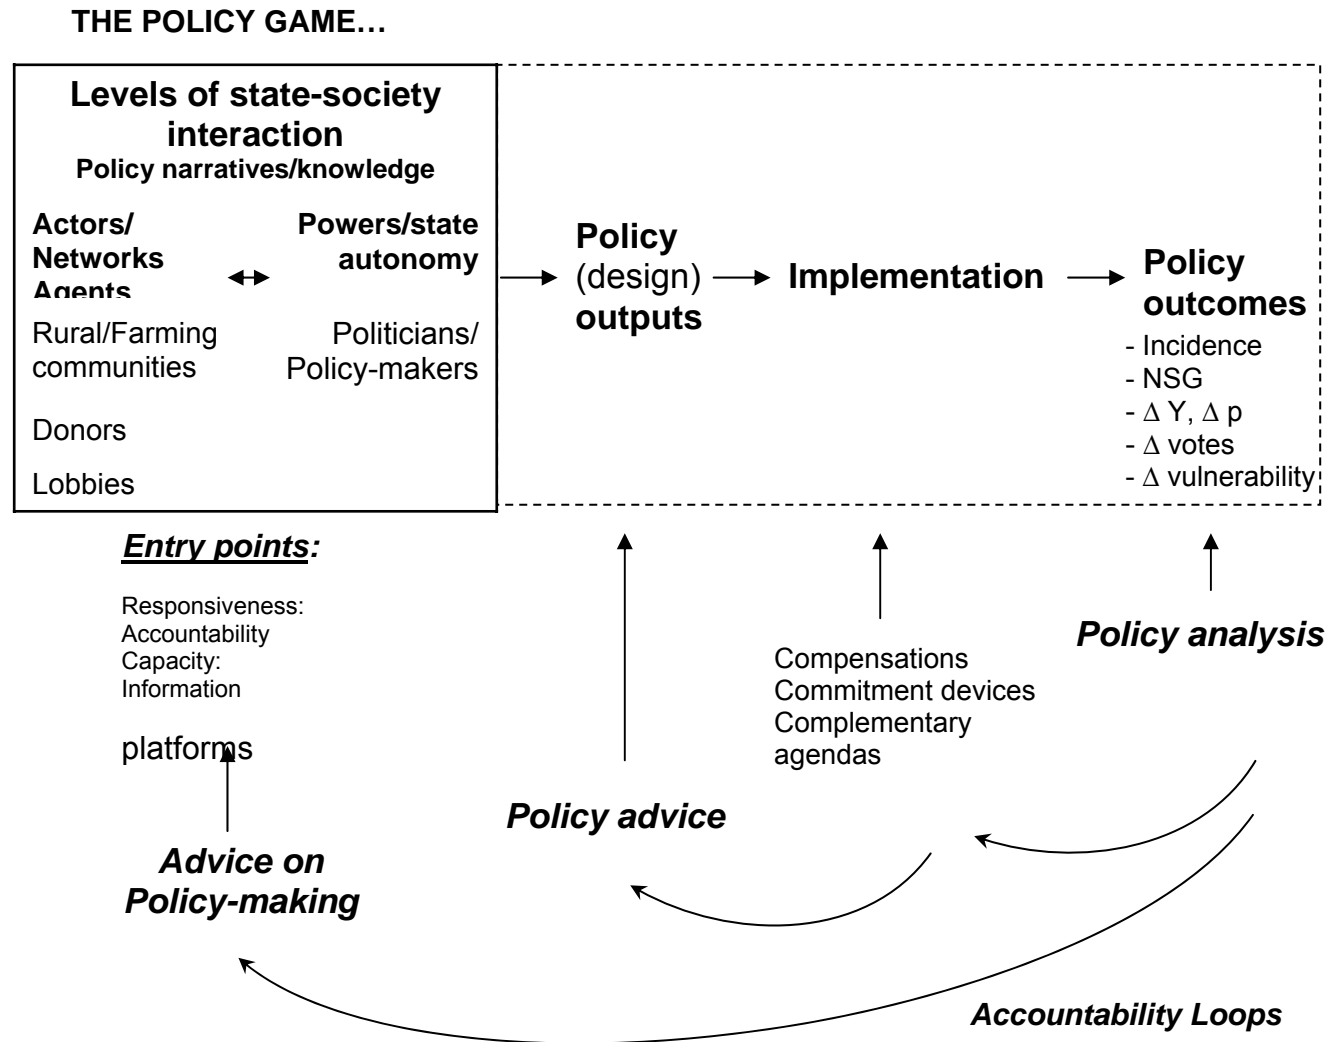 THE POLICY GAME…
Levels of state-society
interaction
Policy narratives/knowledge
Actors/
Networks
Agents
Powers/state
autonomy
Rural/Farming
communities
Politicians/
Policy-makers
Donors
Lobbies
Policy
(design)
outputs
Implementation
Policy
outcomes
- Incidence
- NSG
- Δ Y, Δ p
- Δ votes
- Δ vulnerability
Entry points:
Responsiveness:
Accountability
Capacity:
Information
platforms
Advice on
Policy-making
Policy advice
Compensations
Commitment devices
Complementary
agendas
Policy analysis
Accountability Loops